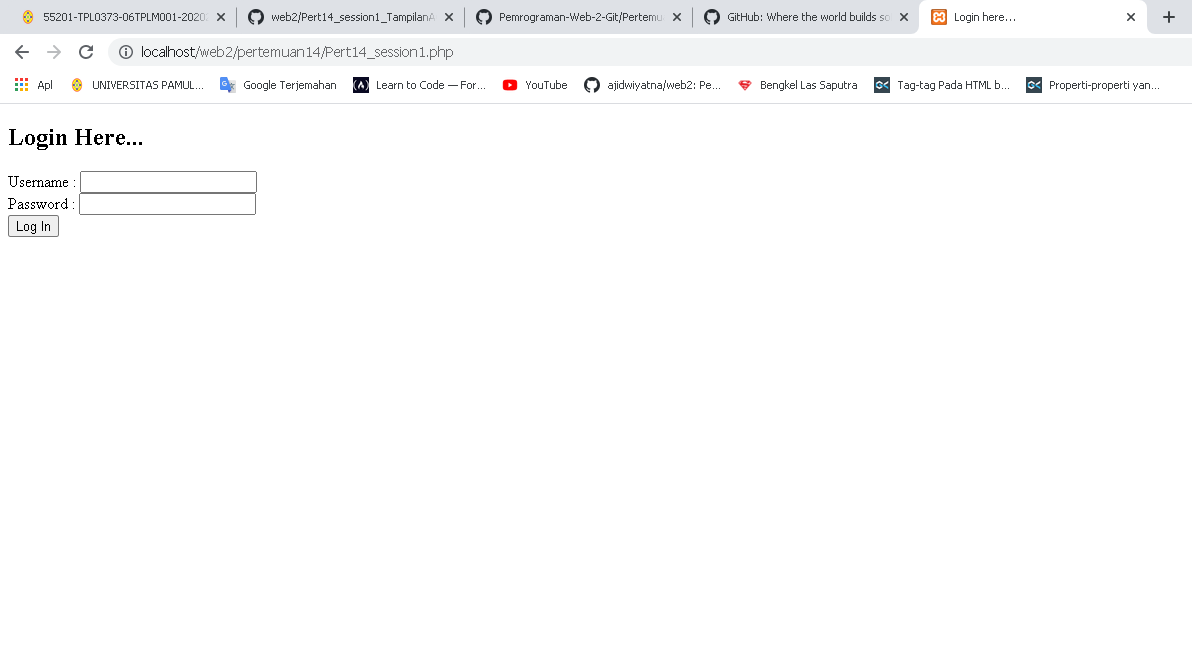 55201-TPL0373-06TPLM001-2020
web2/Pert14_session1_TampilanA
Pemrograman-Web-2-Git/Pertemu
GitHub: Where the world builds so
Login here...
localhost/web2/pertemuan14/Pert14_session1.php
Apl
UNIVERSITAS PAMUL...
Google Terjemahan
Learn to Code — For...
YouTube
ajidwiyatna/web2: Pe...
Bengkel Las Saputra
Tag-tag Pada HTML b...
Properti-properti yan...
Login Here...
Username :
Password :
Log In